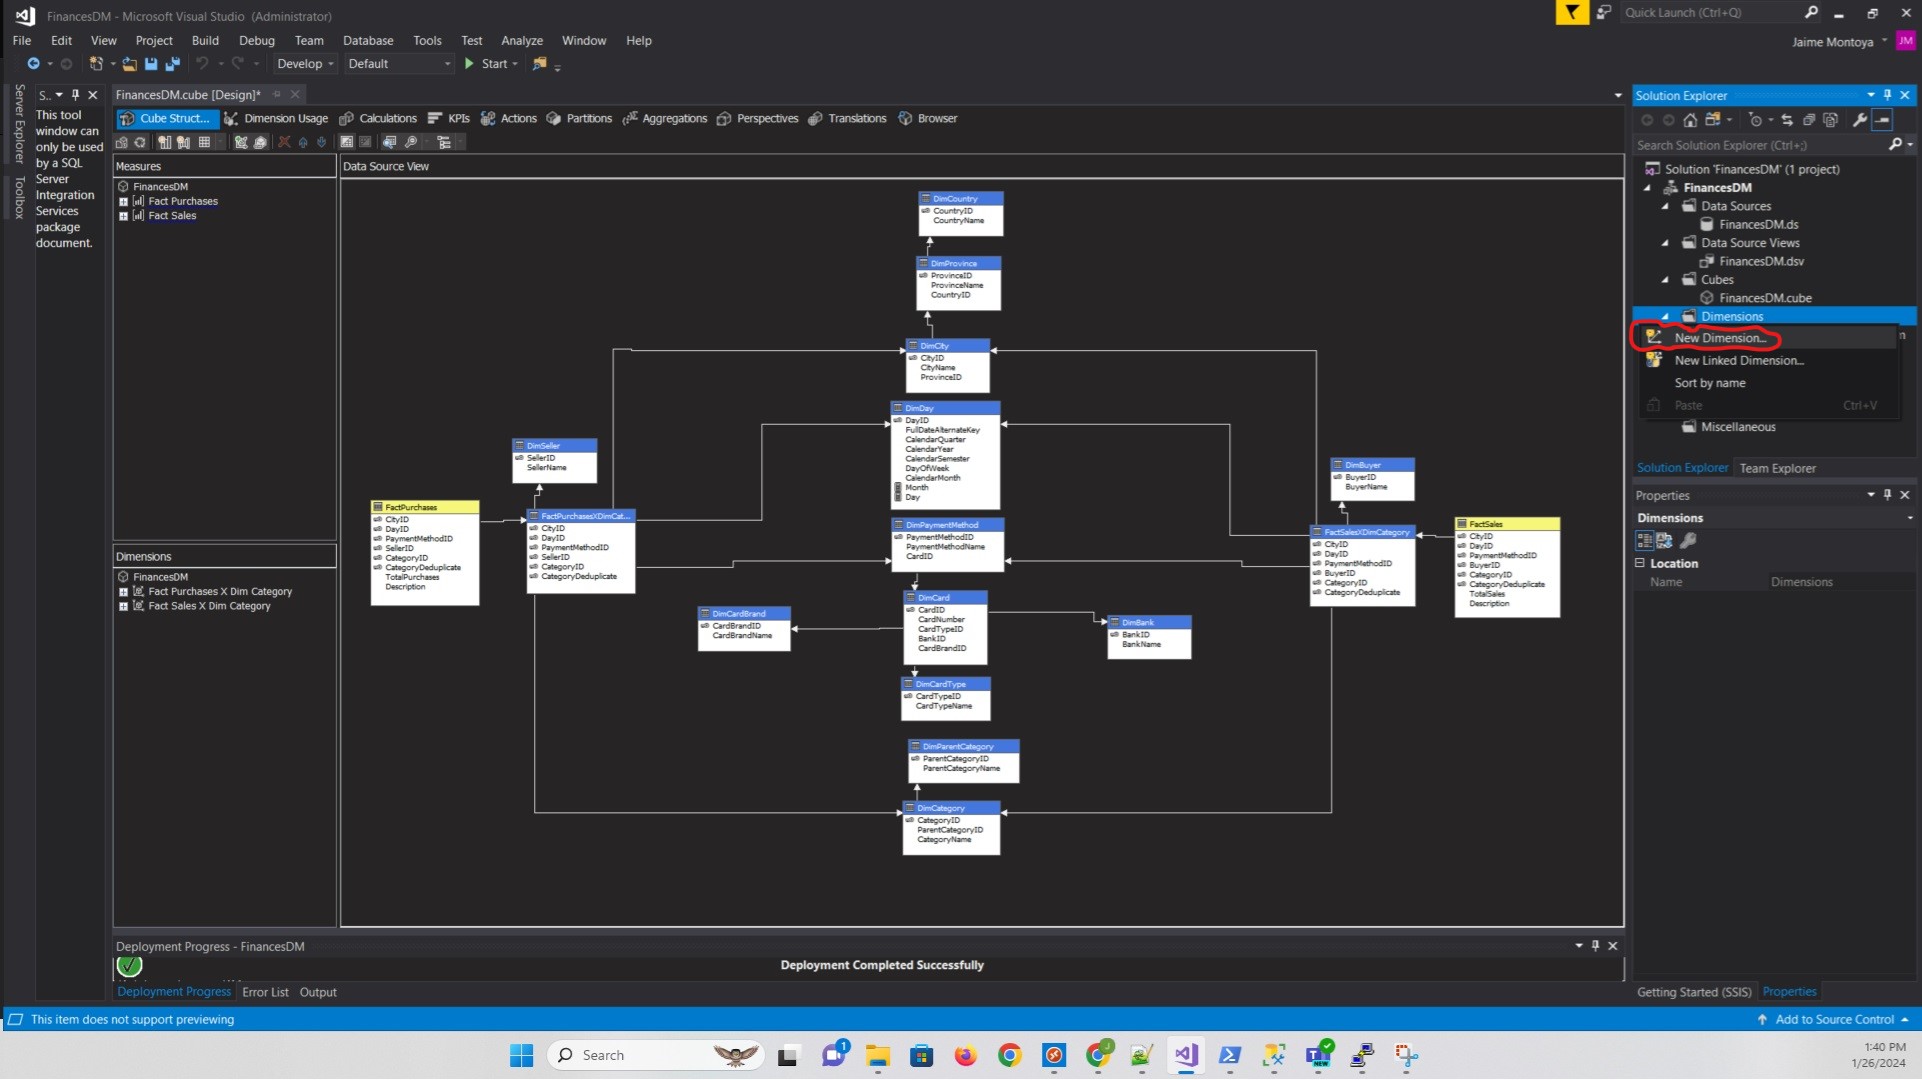 FinancesDM - Microsoft Visual Studio (Administrator)
Quick Launch (Ctrl+Q)
File Edit View Project Build Debug Team Database Tools Test Analyze Window Help
Jaime Montoya JM
Develop Default Start
Server Explorer
Toolbox
S..
This tool
window can
only be used
by a SQL
Server
Integration
Services
package
document.
FinancesDM.cube [Design]*
Cube Struct... Dimension Usage Calculations KPIs Actions Partitions Aggregations Perspectives Translations Browser
Measures
FinancesDM
Fact Purchases
Fact Sales
Dimensions
FinancesDM
Fact Purchases X Dim Category
Fact Sales X Dim Category
Data Source View
DimCountry
CountryID
CountryName
DimProvince
ProvinceID
ProvinceName
CountryID
DimCity
CityID
CityName
ProvinceID
DimDay
DayID
FullDateAlternateKey
CalendarQuarter
CalendarYear
CalendarSemester
DayOfWeek
CalendarMonth
Month
Day
DimSeller
SellerID
SellerName
DimBuyer
BuyerID
BuyerName
FactPurchases
CityID
DayID
PaymentMethodID
SellerID
CategoryID
CategoryDeduplicate
TotalPurchases
Description
FactPurchasesXDimCat...
CityID
DayID
PaymentMethodID
SellerID
CategoryID
CategoryDeduplicate
DimPaymentMethod
PaymentMethodID
PaymentMethodName
CardID
FactSalesXDimCategory
CityID
DayID
PaymentMethodID
BuyerID
CategoryID
CategoryDeduplicate
FactSales
CityID
DayID
PaymentMethodID
BuyerID
CategoryID
CategoryDeduplicate
TotalSales
Description
DimCardBrand
CardBrandID
CardBrandName
DimCard
CardID
CardNumber
CardTypeID
BankID
CardBrandID
DimBank
BankID
BankName
DimCardType
CardTypeID
CardTypeName
DimParentCategory
ParentCategoryID
ParentCategoryName
DimCategory
CategoryID
ParentCategoryID
CategoryName
Solution Explorer
Search Solution Explorer (Ctrl+;)
Solution 'FinancesDM' (1 project)
FinancesDM
Data Sources
FinancesDM.ds
Data Source Views
FinancesDM.dsv
Cubes
FinancesDM.cube
Dimensions
New Dimension...
New Linked Dimension...
Sort by name
Paste Ctrl+V
Miscellaneous
Solution Explorer Team Explorer
Properties
Dimensions
Location
Name Dimensions
Getting Started (SSIS) Properties
Deployment Progress - FinancesDM
Deployment Completed Successfully
Deployment Progress Error List Output
This item does not support previewing
Add to Source Control
Search
1
J
NEW
1:40 PM
1/26/2024